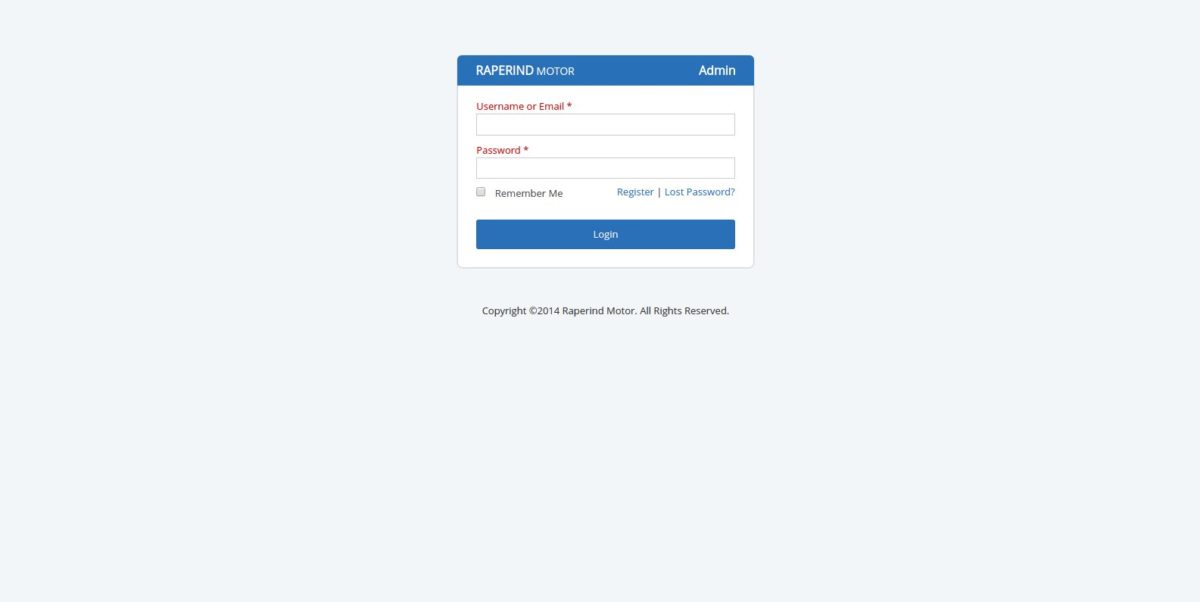 RAPERIND MOTOR Admin
Username or Email *
Password *
Remember Me Register | Lost Password?
Login
Copyright ©2014 Raperind Motor. All Rights Reserved.